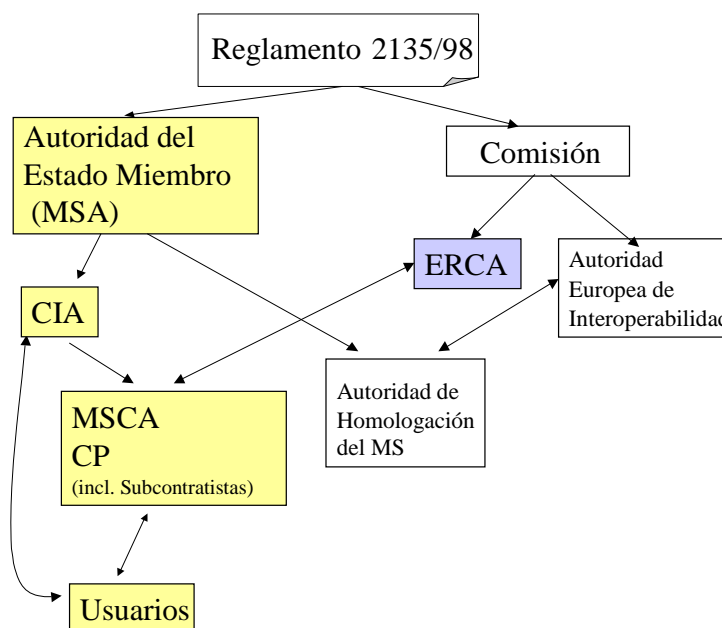 Reglamento 2135/98
Autoridad del
Estado Miembro
(MSA)
Comisión
ERCA
Autoridad
Europea de
Interoperabilidad
CIA
MSCA
CP
(incl. Subcontratistas)
Autoridad de
Homologación
del MS
Usuarios